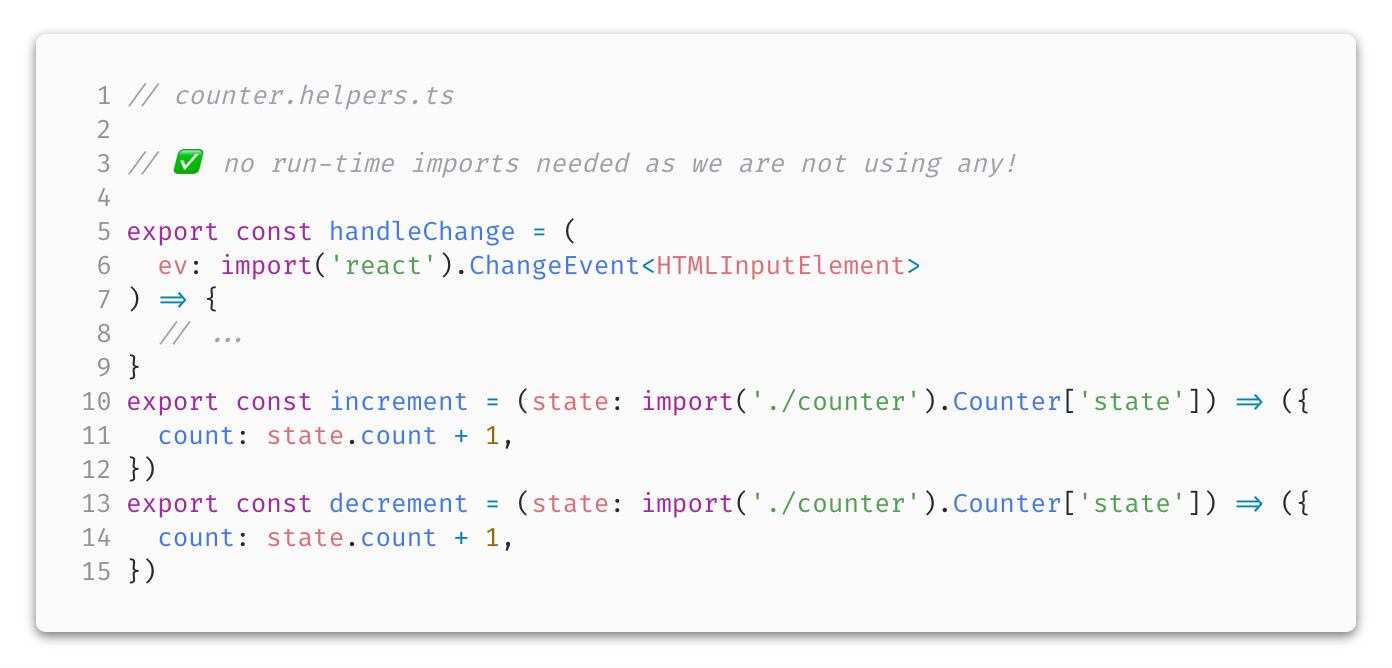 1 // counter.helpers.ts
2
3 // ✅ no run-time imports needed as we are not using any!
4
5 export const handleChange = (
6   ev: import('react').ChangeEvent<HTMLInputElement>
7 ) => {
8   // ...
9 }
10 export const increment = (state: import('./counter').Counter['state']) => ({
11   count: state.count + 1,
12 })
13 export const decrement = (state: import('./counter').Counter['state']) => ({
14   count: state.count + 1,
15 })